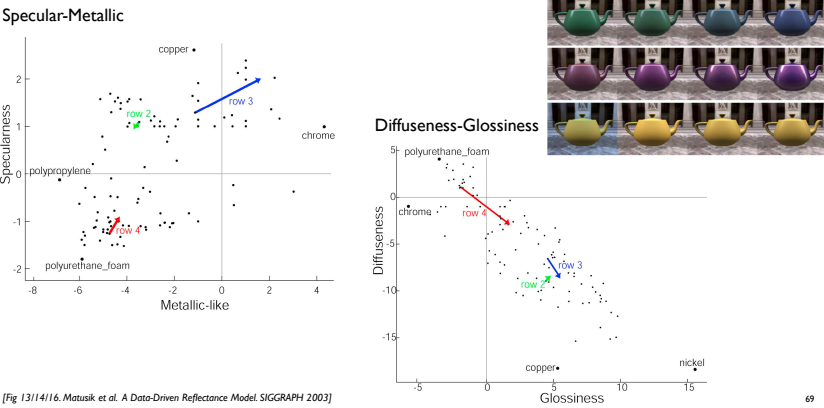 Specular-Metallic
copper
2
row 2
row 3
1
chrome
Specularness
polypropylene
0
-1
row 4
polyurethane_foam
-2
-8
-6
-4
-2
0
2
4
Metallic-like
Diffuseness-Glossiness
5
polyurethane_foam
0
chrome
row 4
Diffuseness
-5
row 3
row 2
-10
-15
copper
nickel
-5
0
5
10
15
Glossiness
[Fig 13/14/16. Matusik et al. A Data-Driven Reflectance Model. SIGGRAPH 2003]
69